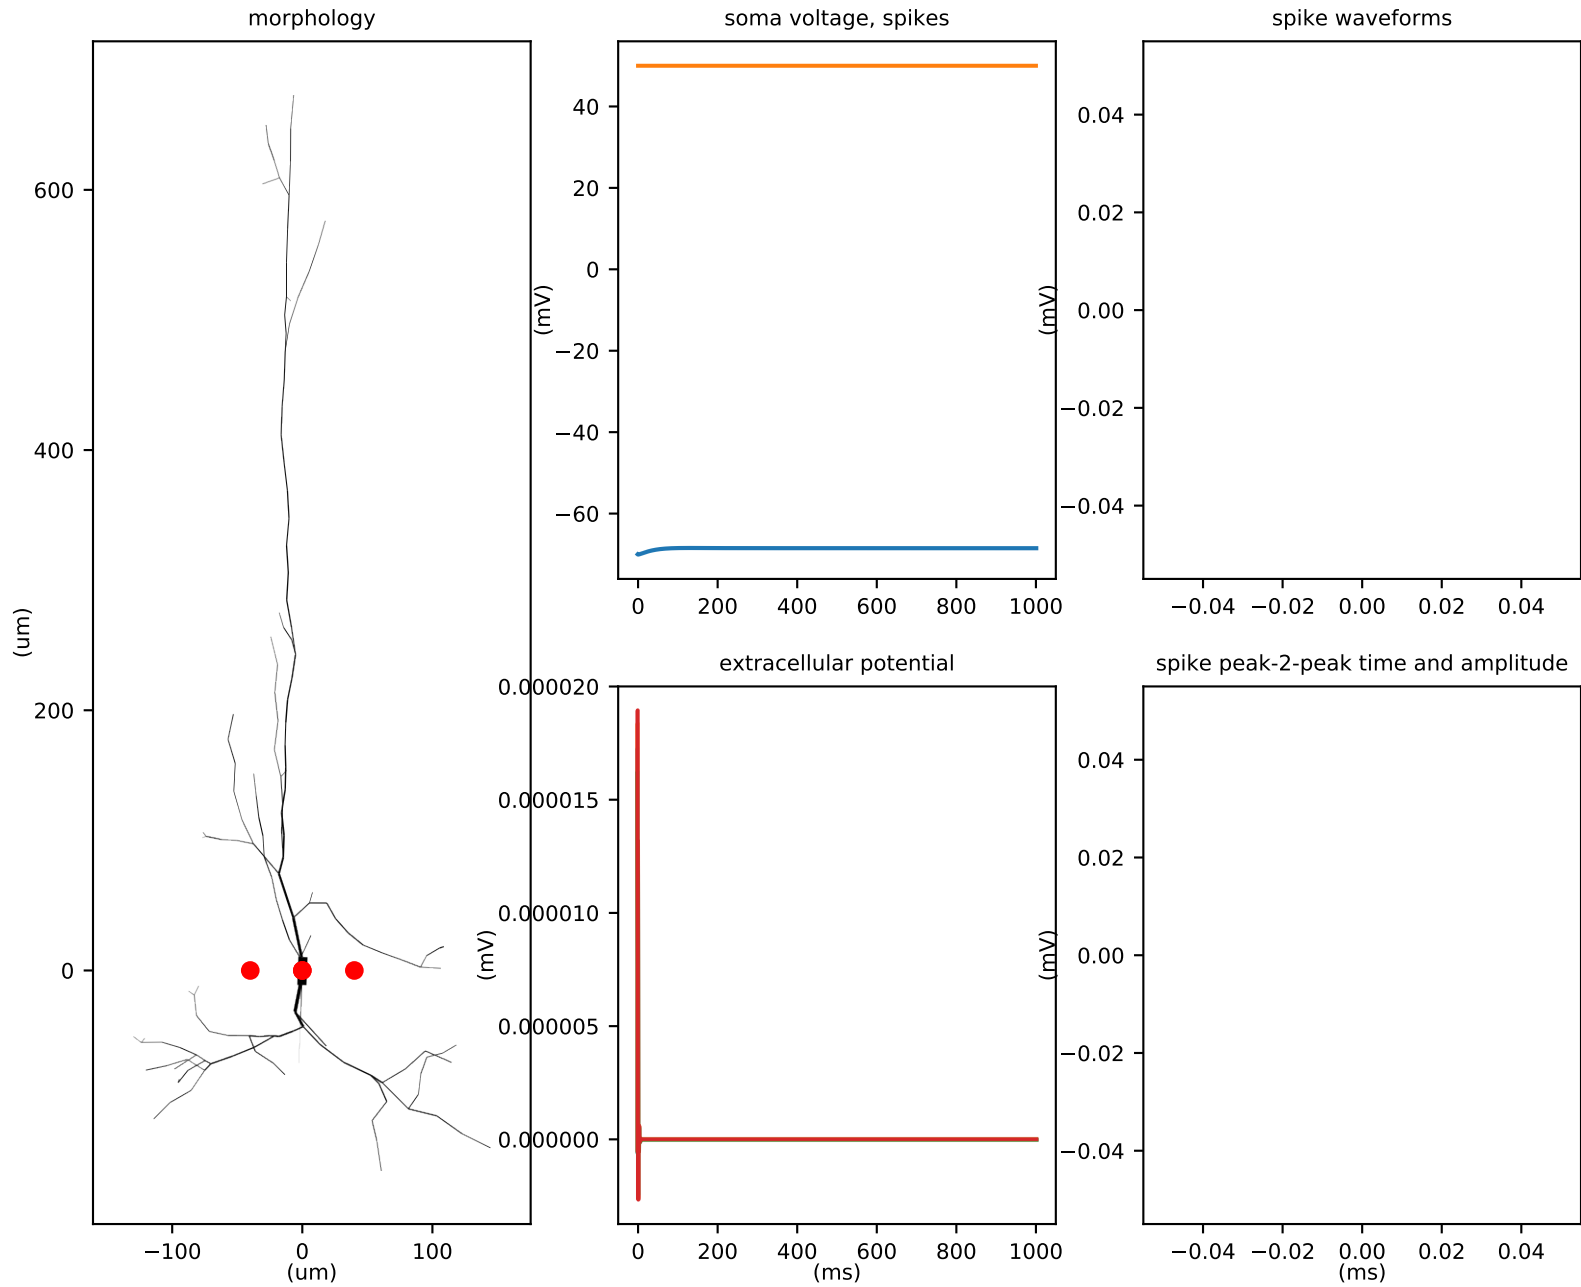 morphology
600
400
200
0
(um)
−100 0 100
(um)
soma voltage, spikes
40
20
0
−20
−40
−60
(mV)
0 200 400 600 800 1000
spike waveforms
0.04
0.02
0.00
−0.02
−0.04
(mV)
−0.04 −0.02 0.00 0.02 0.04
extracellular potential
0.000020
0.000015
0.000010
0.000005
0.000000
(mV)
0 200 400 600 800 1000
(ms)
spike peak-2-peak time and amplitude
0.04
0.02
0.00
−0.02
−0.04
(mV)
−0.04 −0.02 0.00 0.02 0.04
(ms)